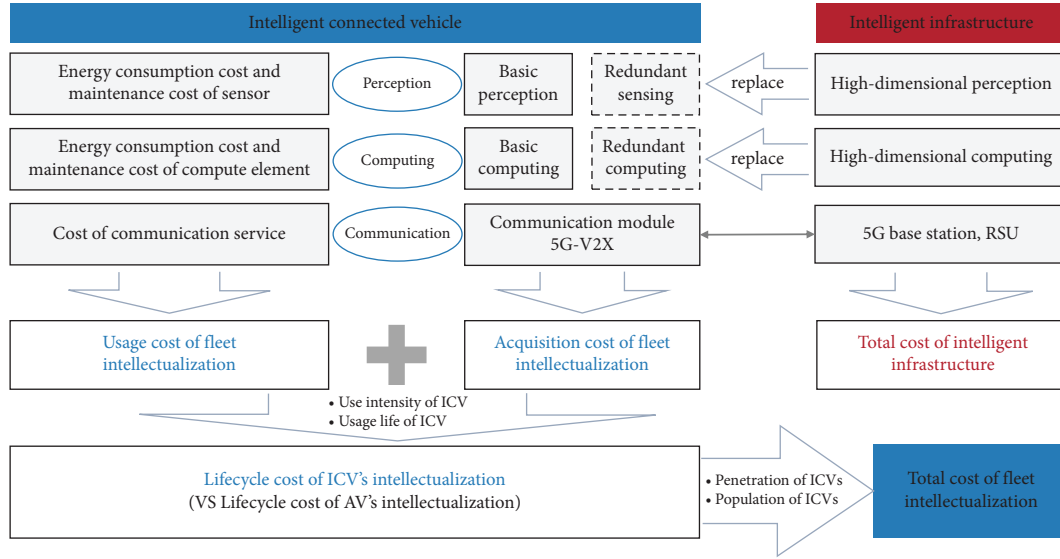 Intelligent connected vehicle
Intelligent infrastructure
Energy consumption cost and
maintenance cost of sensor
Perception
Basic
perception
Redundant
sensing
replace
High-dimensional perception
Energy consumption cost and
maintenance cost of compute element
Computing
Basic
computing
Redundant
computing
replace
High-dimensional computing
Cost of communication service
Communication
Communication module
5G-V2X
5G base station, RSU
Usage cost of fleet
intellectualization
Acquisition cost of fleet
intellectualization
Total cost of intelligent
infrastructure
• Use intensity of ICV
• Usage life of ICV
Lifecycle cost of ICV's intellectualization
(VS Lifecycle cost of AV's intellectualization)
• Penetration of ICVs
• Population of ICVs
Total cost of fleet
intellectualization